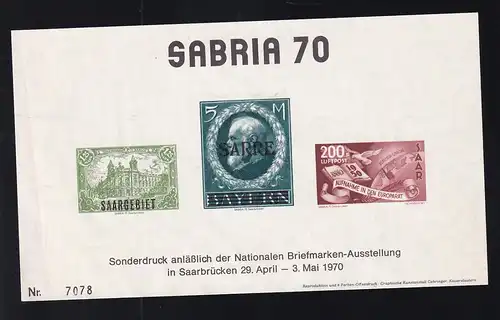 SABRIA 70
SAARGEBIET
5 M
SARRE
BAYERN
200
LUFTPOST
SAAR
1950
AUFNAHME IN DEN EUROPARAT
Sonderdruck anläßlich der Nationalen Briefmarken-Ausstellung
in Saarbrücken 29. April — 3. Mai 1970
Nr. 7078